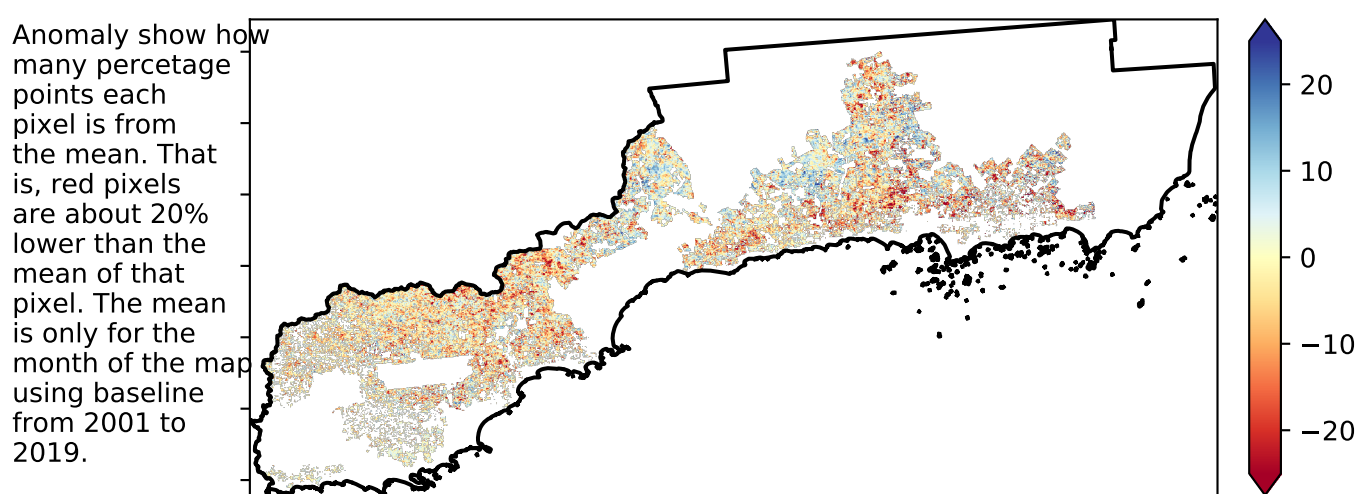 Anomaly show how
many percetage
points each
pixel is from
the mean. That
is, red pixels
are about 20%
lower than the
mean of that
pixel. The mean
is only for the
month of the map
using baseline
from 2001 to
2019.
20
10
0
−10
−20